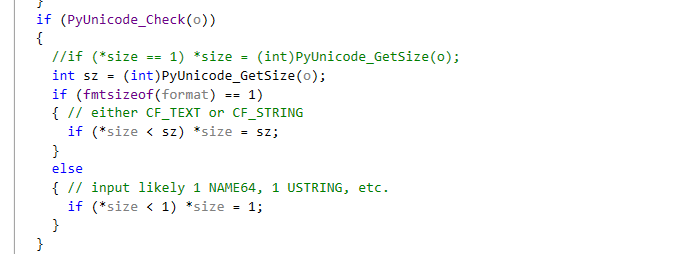 }
if (PyUnicode_Check(o))
{
//if (*size == 1) *size = (int)PyUnicode_GetSize(o);
int sz = (int)PyUnicode_GetSize(o);
if (fmtsizeof(format) == 1)
{ // either CF_TEXT or CF_STRING
if (*size < sz) *size = sz;
}
else
{ // input likely 1 NAME64, 1 USTRING, etc.
if (*size < 1) *size = 1;
}
}